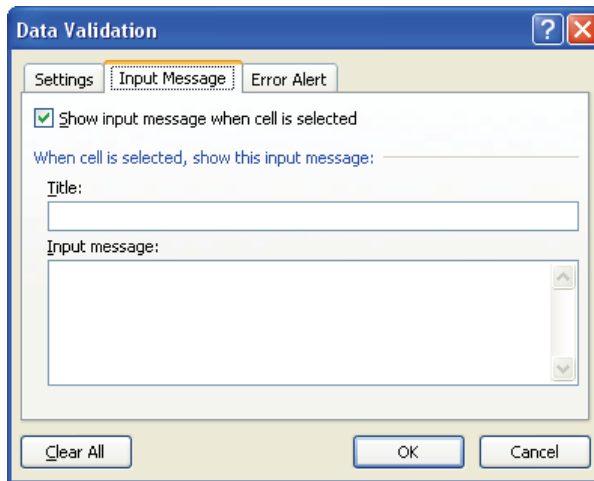 Data Validation
Settings Input Message Error Alert
Show input message when cell is selected
When cell is selected, show this input message:
Title:
Input message:
Clear All OK Cancel